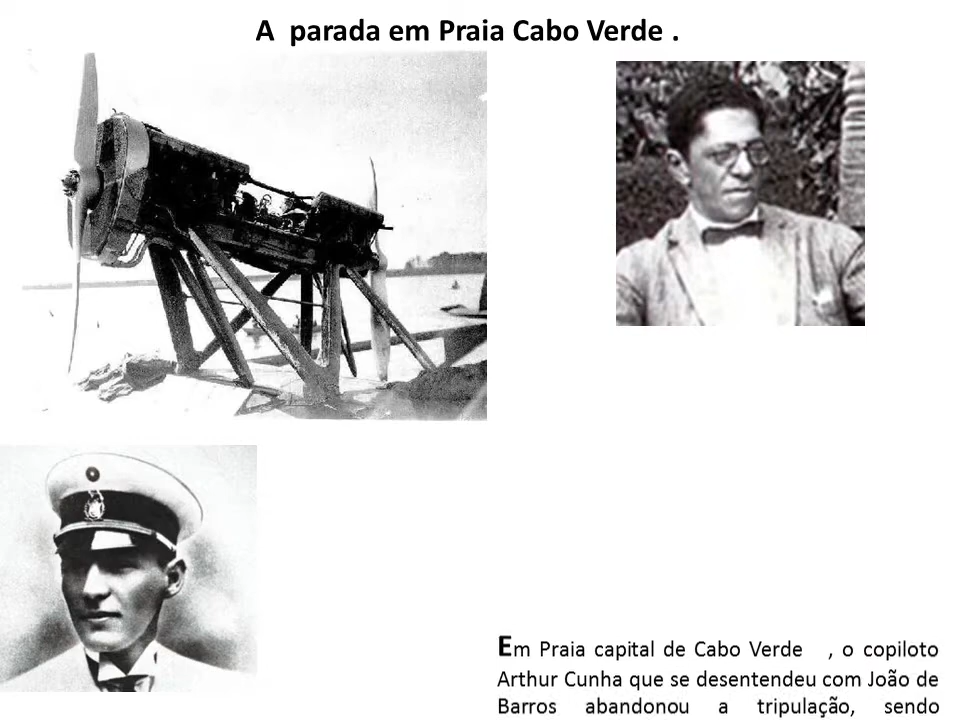 A parada em Praia Cabo Verde .
Em Praia capital de Cabo Verde , o copiloto
Arthur Cunha que se desentendeu com João de
Barros abandonou a tripulação, sendo